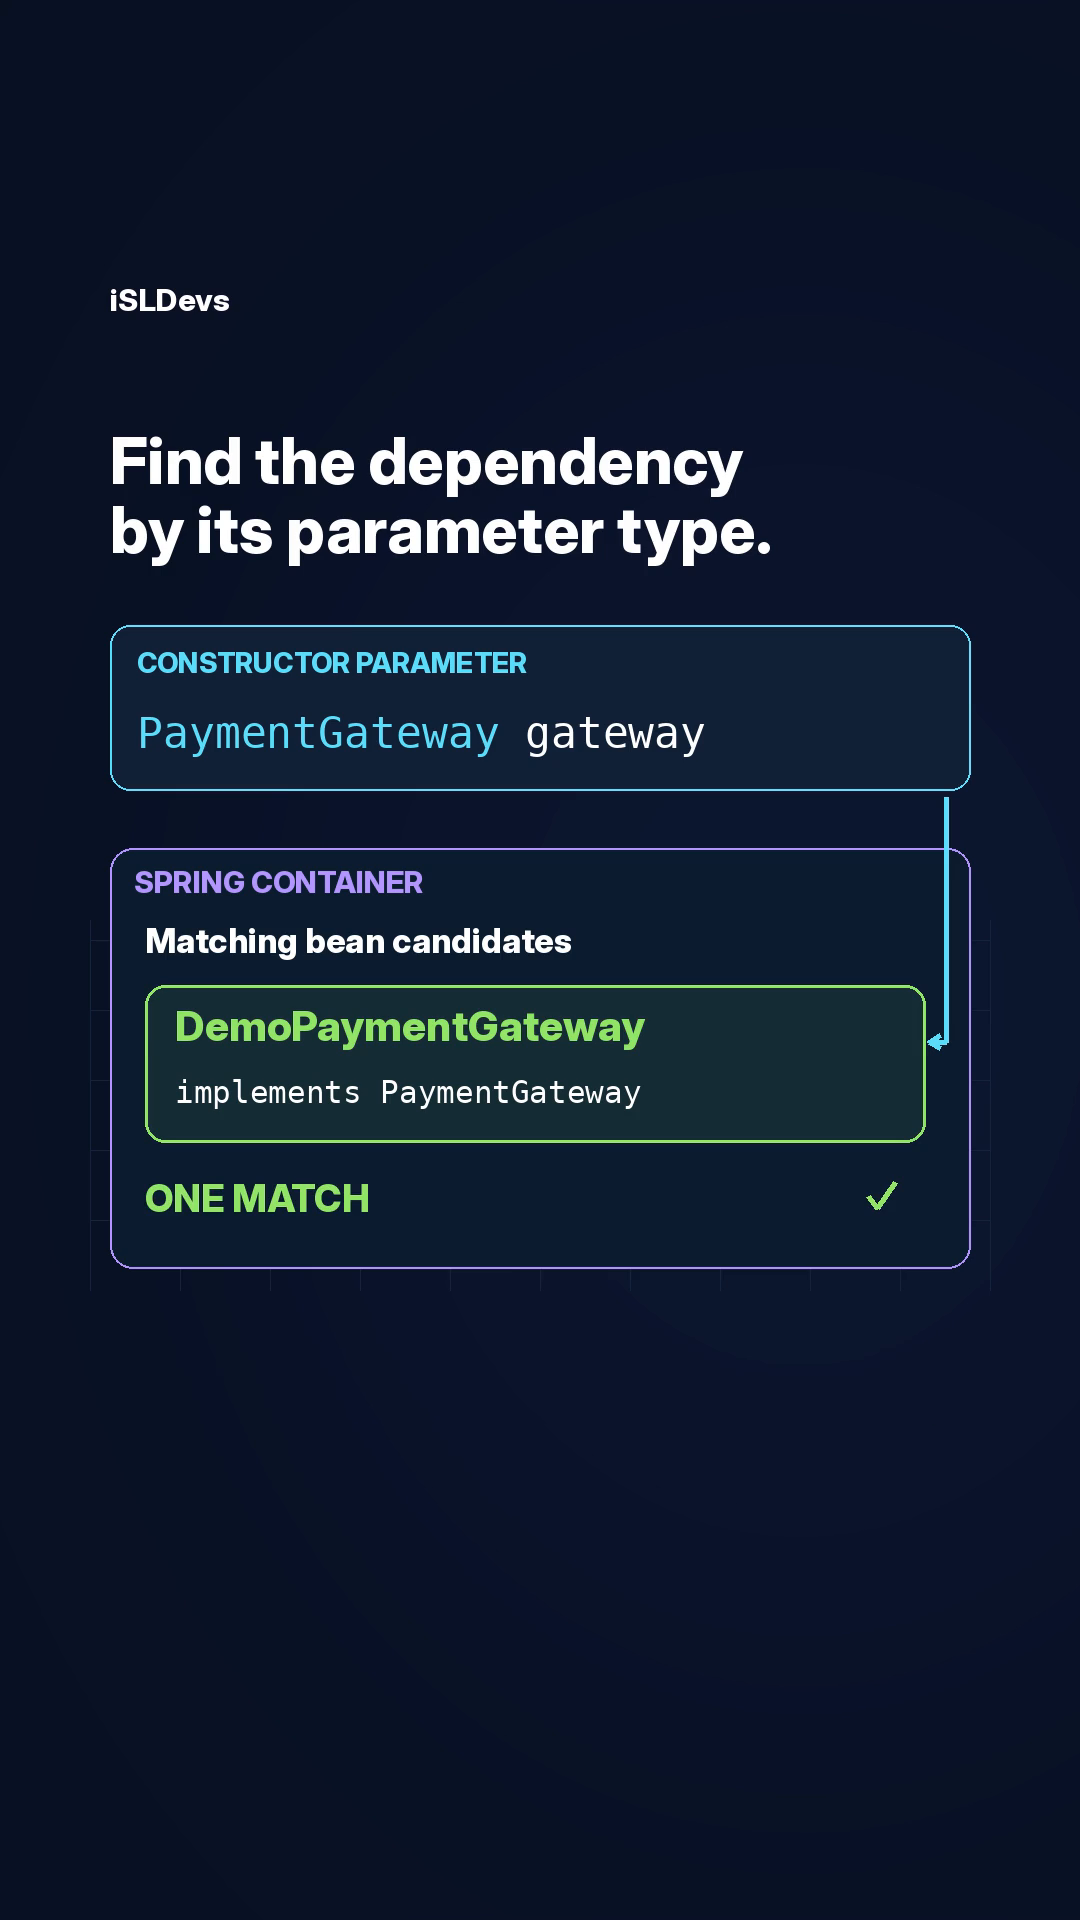 iSLDevs
Find the dependency
by its parameter type.
CONSTRUCTOR PARAMETER
PaymentGateway gateway
SPRING CONTAINER
Matching bean candidates
DemoPaymentGateway
implements PaymentGateway
ONE MATCH